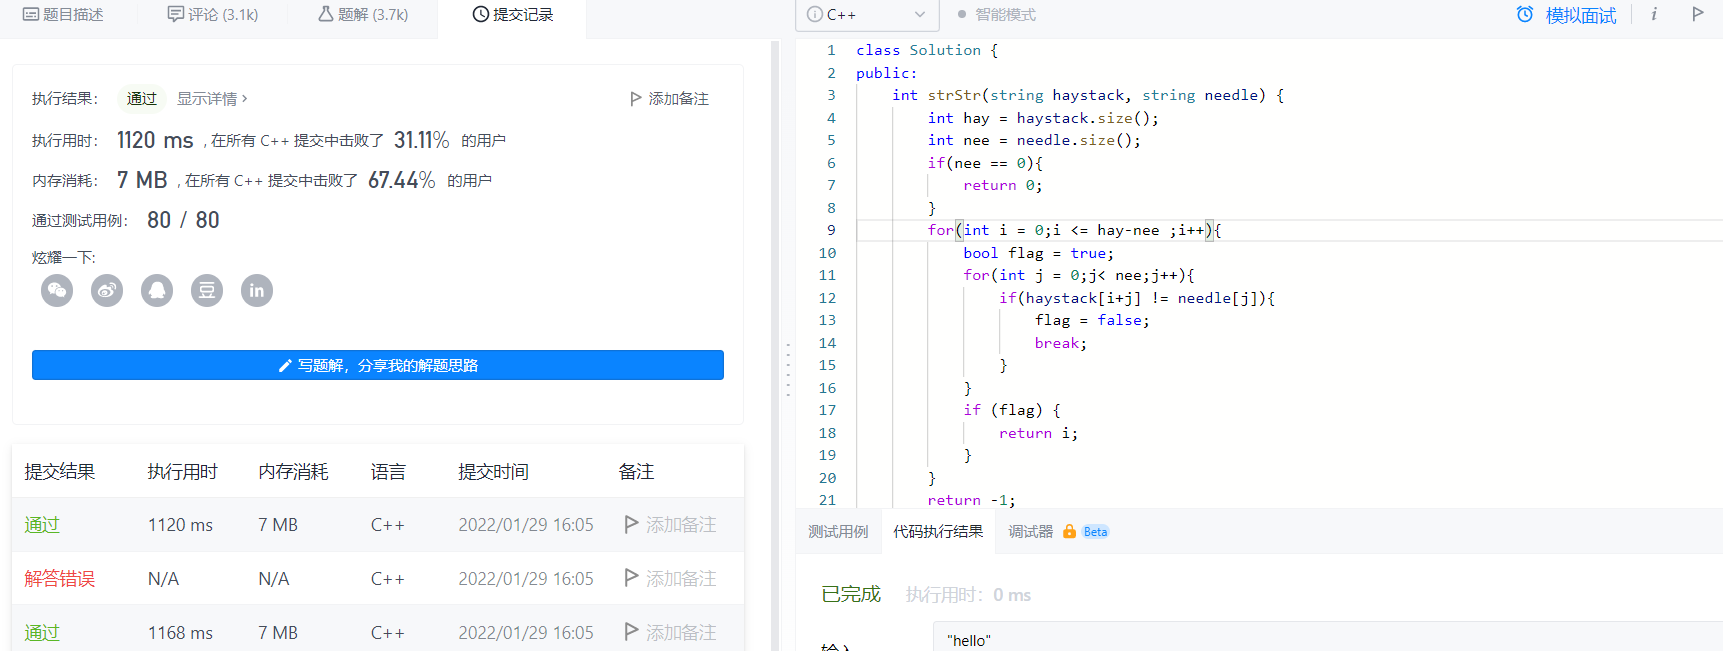 题目描述
评论 (3.1k)
题解 (3.7k)
提交记录
执行结果： 通过 显示详情 ›
添加备注
执行用时： 1120 ms , 在所有 C++ 提交中击败了 31.11% 的用户
内存消耗： 7 MB , 在所有 C++ 提交中击败了 67.44% 的用户
通过测试用例： 80 / 80
炫耀一下:
豆
in
写题解，分享我的解题思路
提交结果 执行用时 内存消耗 语言 提交时间 备注
通过 1120 ms 7 MB C++ 2022/01/29 16:05 添加备注
解答错误 N/A N/A C++ 2022/01/29 16:05 添加备注
通过 1168 ms 7 MB C++ 2022/01/29 16:05 添加备注
C++
智能模式
模拟面试
i
1 class Solution {
2 public:
3 int strStr(string haystack, string needle) {
4 int hay = haystack.size();
5 int nee = needle.size();
6 if(nee == 0){
7 return 0;
8 }
9 for(int i = 0;i <= hay-nee ;i++){
10 bool flag = true;
11 for(int j = 0;j< nee;j++){
12 if(haystack[i+j] != needle[j]){
13 flag = false;
14 break;
15 }
16 }
17 if (flag) {
18 return i;
19 }
20 }
21 return -1;
测试用例
代码执行结果
调试器
Beta
已完成 执行用时：0 ms
输入
"hello"